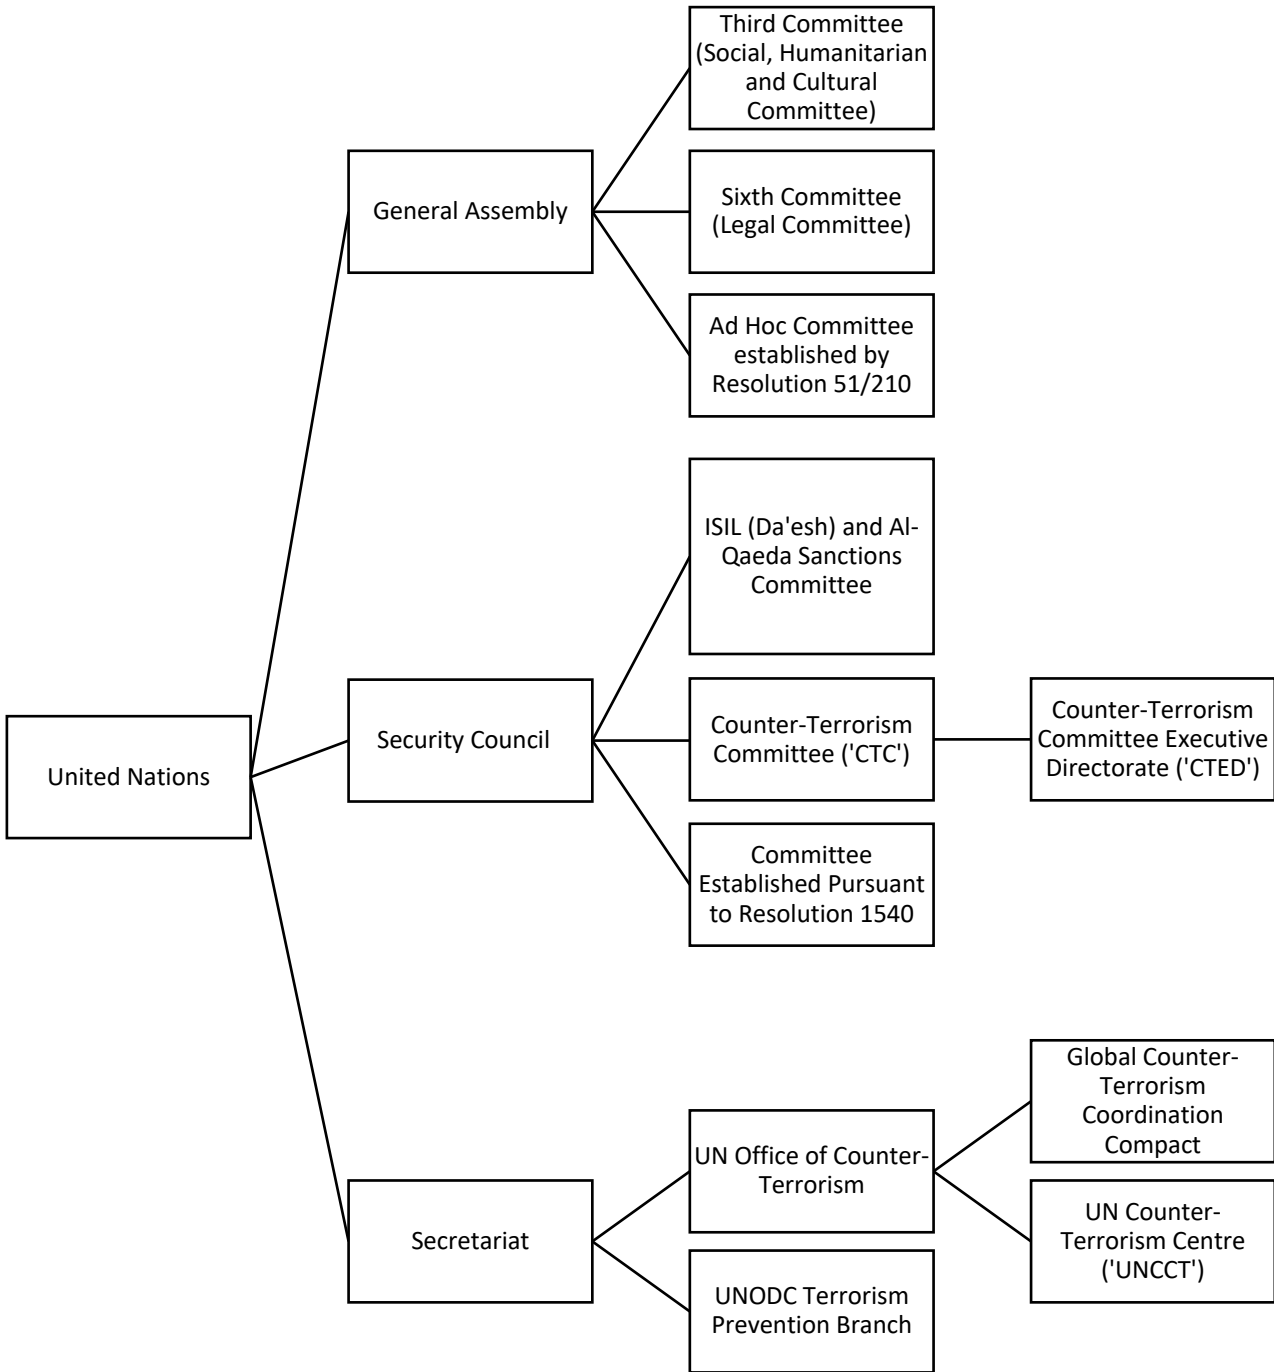 Third Committee
(Social, Humanitarian
and Cultural
Committee)
General Assembly
Sixth Committee
(Legal Committee)
Ad Hoc Committee
established by
Resolution 51/210
ISIL (Da'esh) and Al-
Qaeda Sanctions
Committee
United Nations
Security Council
Counter-Terrorism
Committee ('CTC')
Counter-Terrorism
Committee Executive
Directorate ('CTED')
Committee
Established Pursuant
to Resolution 1540
Secretariat
UN Office of Counter-
Terrorism
Global Counter-
Terrorism
Coordination
Compact
UN Counter-
Terrorism Centre
('UNCCT')
UNODC Terrorism
Prevention Branch